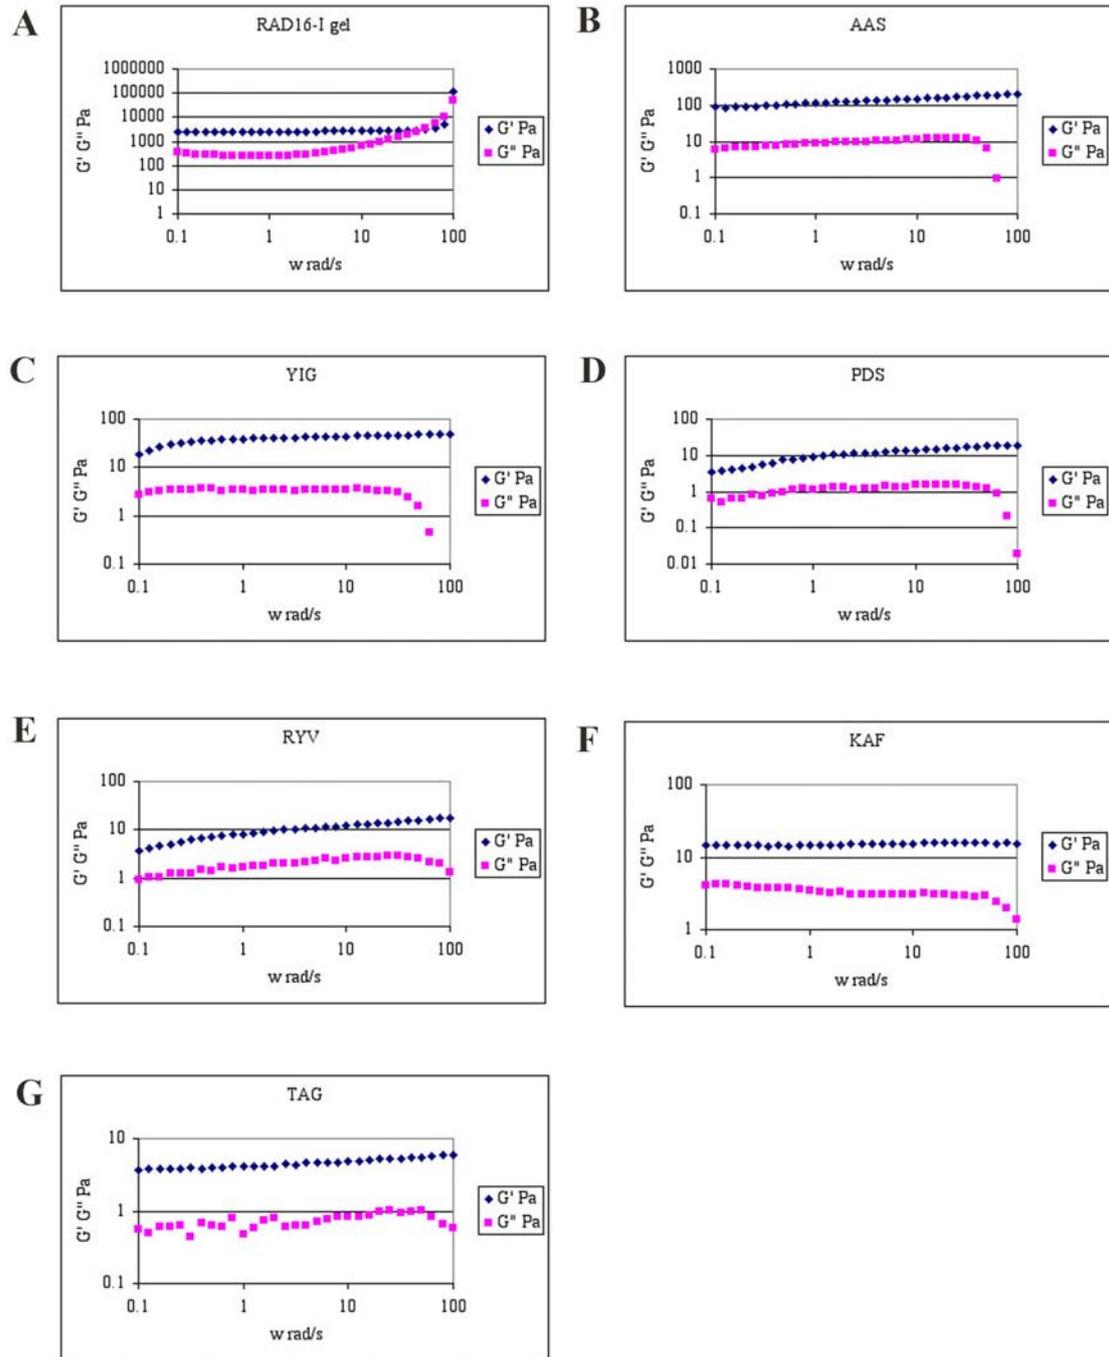 A
RAD16-I gel
G' G" Pa
1000000
100000
10000
1000
100
10
1
0.1 1 10 100
w rad/s
G' Pa
G" Pa
B
AAS
G' G" Pa
1000
100
10
1
0.1
0.1 1 10 100
w rad/s
G' Pa
G" Pa
C
YIG
G' G" Pa
100
10
1
0.1
0.1 1 10 100
w rad/s
G' Pa
G" Pa
D
PDS
G' G" Pa
100
10
1
0.1
0.01
0.1 1 10 100
w rad/s
G' Pa
G" Pa
E
RYV
G' G" Pa
100
10
1
0.1
0.1 1 10 100
w rad/s
G' Pa
G" Pa
F
KAF
G' G" Pa
100
10
1
0.1 1 10 100
w rad/s
G' Pa
G" Pa
G
TAG
G' G" Pa
10
1
0.1
0.1 1 10 100
w rad/s
G' Pa
G" Pa